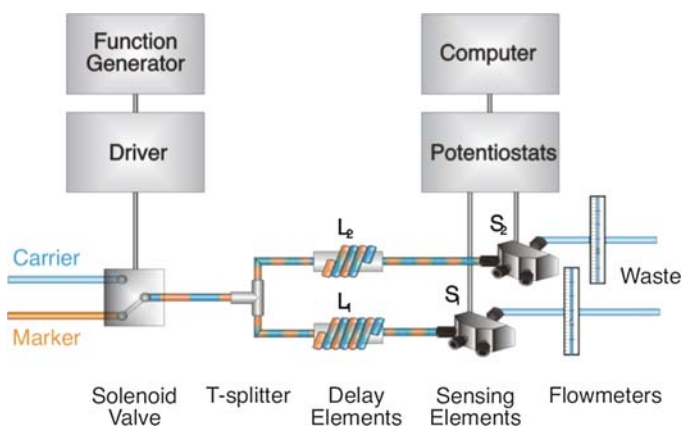 Function
Generator
Computer
Driver
Potentiostats
Carrier
Marker
L₂
L₁
S₂
S₁
Waste
Solenoid
Valve
T-splitter
Delay
Elements
Sensing
Elements
Flowmeters